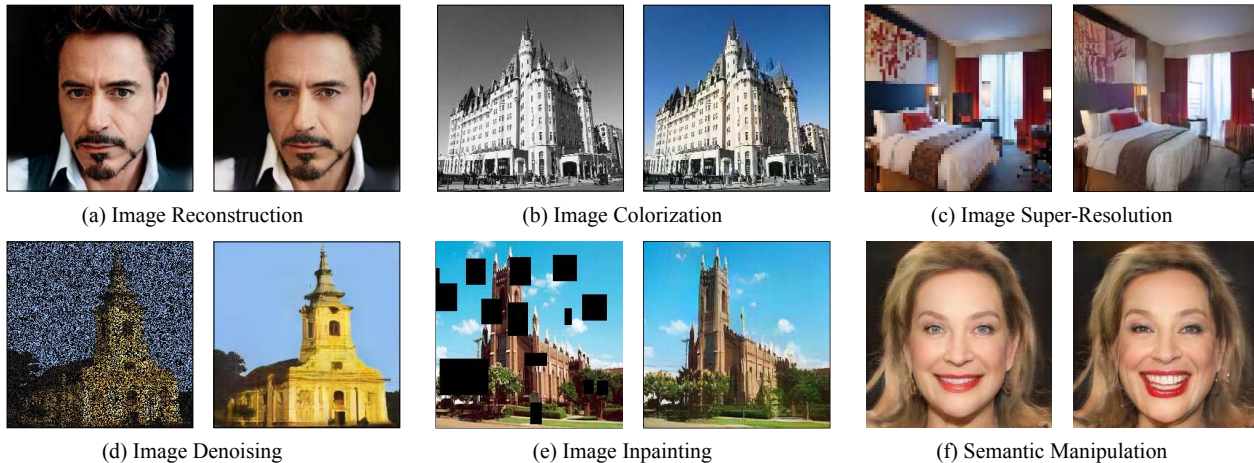 (a) Image Reconstruction
(b) Image Colorization
(c) Image Super-Resolution
(d) Image Denoising
(e) Image Inpainting
(f) Semantic Manipulation